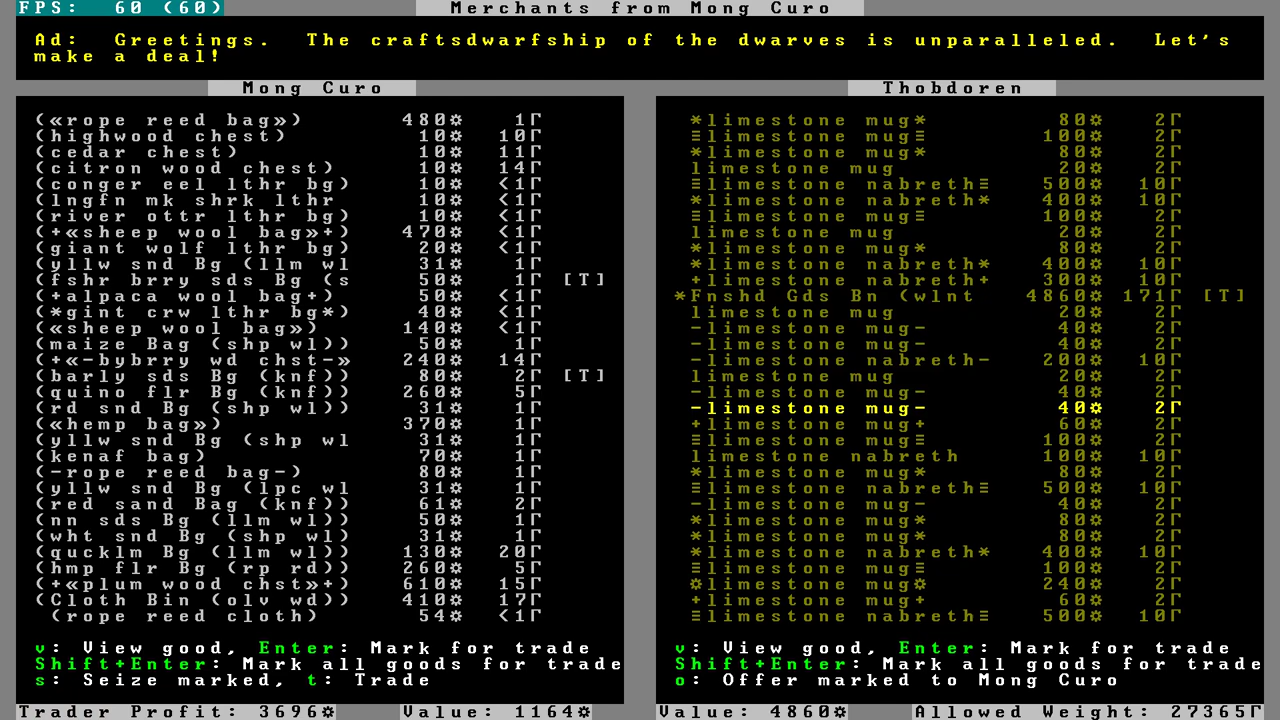 FPS: 60 (60) Merchants from Mong Curo
Ad: Greetings. The craftsdwarfship of the dwarves is unparalleled. Let's
make a deal!
Mong Curo Thobdoren
(«rope reed bag») 480☼ 1Γ *limestone mug* 80☼ 2Γ
(highwood chest) 10☼ 10Γ ≡limestone mug≡ 100☼ 2Γ
(cedar chest) 10☼ 11Γ *limestone mug* 80☼ 2Γ
(citron wood chest) 10☼ 14Γ limestone mug 20☼ 2Γ
(conger eel lthr bg) 10☼ <1Γ ≡limestone nabreth≡ 500☼ 10Γ
(lngfn mk shrk lthr 10☼ <1Γ *limestone nabreth* 400☼ 10Γ
(river ottr lthr bg) 10☼ <1Γ ≡limestone mug≡ 100☼ 2Γ
(+«sheep wool bag»+) 470☼ <1Γ limestone mug 20☼ 2Γ
(giant wolf lthr bg) 20☼ <1Γ *limestone mug* 80☼ 2Γ
(yllw snd Bg (llm wl 31☼ 1Γ *limestone nabreth* 400☼ 10Γ
(fshr brry sds Bg (s 50☼ 1Γ [T] +limestone nabreth+ 300☼ 10Γ
(+alpaca wool bag+) 50☼ <1Γ *Fnshd Gds Bn (wlnt 4860☼ 171Γ [T]
(*gint crw lthr bg*) 40☼ <1Γ limestone mug 20☼ 2Γ
(«sheep wool bag») 140☼ <1Γ -limestone mug- 40☼ 2Γ
(maize Bag (shp wl)) 50☼ 1Γ -limestone mug- 40☼ 2Γ
(+«-bybrry wd chst-» 240☼ 14Γ -limestone nabreth- 200☼ 10Γ
(barly sds Bg (knf)) 80☼ 2Γ [T] limestone mug 20☼ 2Γ
(quino flr Bg (knf)) 260☼ 5Γ -limestone mug- 40☼ 2Γ
(rd snd Bg (shp wl)) 31☼ 1Γ -limestone mug- 40☼ 2Γ
(«hemp bag») 370☼ 1Γ +limestone mug+ 60☼ 2Γ
(yllw snd Bg (shp wl 31☼ 1Γ ≡limestone mug≡ 100☼ 2Γ
(kenaf bag) 70☼ 1Γ limestone nabreth 100☼ 10Γ
(-rope reed bag-) 80☼ 1Γ *limestone mug* 80☼ 2Γ
(yllw snd Bg (lpc wl 31☼ 1Γ ≡limestone nabreth≡ 500☼ 10Γ
(red sand Bag (knf)) 61☼ 2Γ -limestone mug- 40☼ 2Γ
(nn sds Bg (llm wl)) 50☼ 1Γ *limestone mug* 80☼ 2Γ
(wht snd Bg (shp wl) 31☼ 1Γ *limestone mug* 80☼ 2Γ
(qucklm Bg (llm wl)) 130☼ 20Γ *limestone nabreth* 400☼ 10Γ
(hmp flr Bg (rp rd)) 260☼ 5Γ ≡limestone mug≡ 100☼ 2Γ
(+«plum wood chst»+) 610☼ 15Γ ☼limestone mug☼ 240☼ 2Γ
(Cloth Bin (olv wd)) 410☼ 17Γ +limestone mug+ 60☼ 2Γ
(rope reed cloth) 54☼ <1Γ ≡limestone nabreth≡ 500☼ 10Γ
v: View good, Enter: Mark for trade v: View good, Enter: Mark for trade
Shift+Enter: Mark all goods for trade Shift+Enter: Mark all goods for trade
s: Seize marked, t: Trade o: Offer marked to Mong Curo
Trader Profit: 3696☼ Value: 1164☼ Value: 4860☼ Allowed Weight: 27365Γ